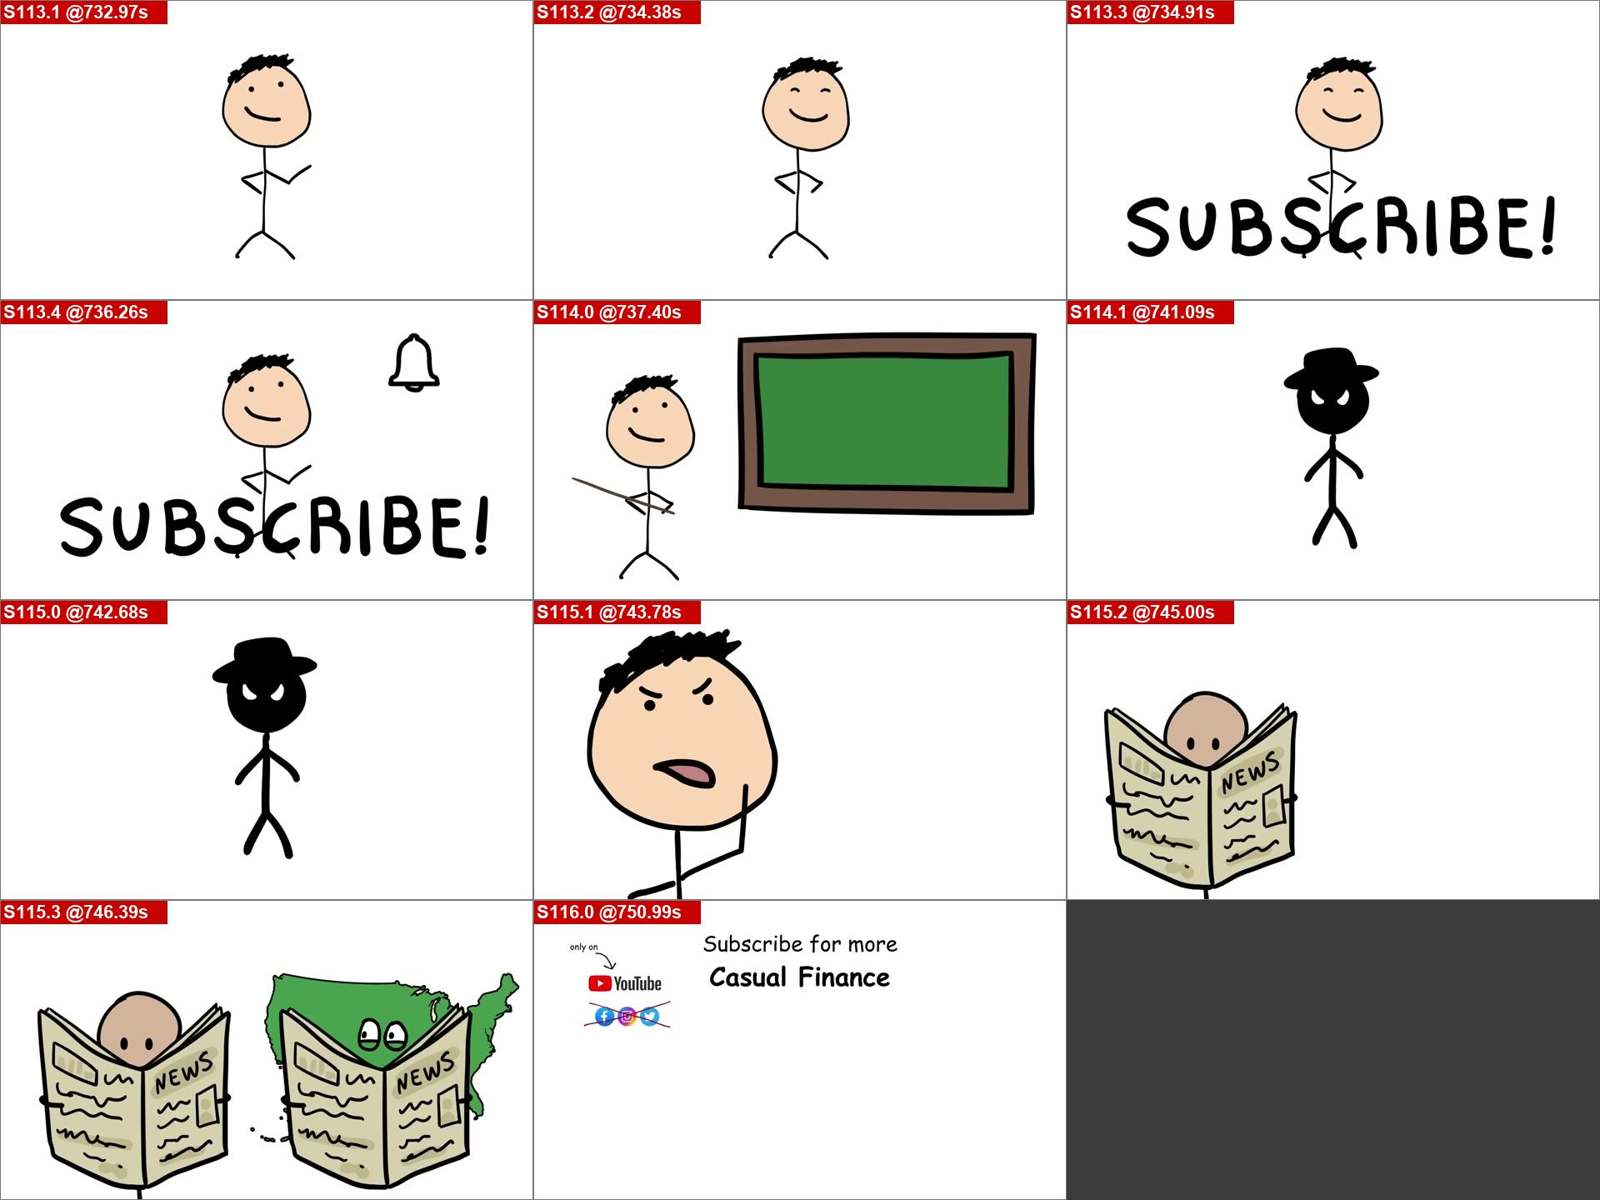 S113.1 @732.97s
S113.2 @734.38s
S113.3 @734.91s
SUBSCRIBE!
S113.4 @736.26s
SUBSCRIBE!
S114.0 @737.40s
S114.1 @741.09s
S115.0 @742.68s
S115.1 @743.78s
S115.2 @745.00s
NEWS
S115.3 @746.39s
NEWS
NEWS
S116.0 @750.99s
only on
YouTube
Subscribe for more
Casual Finance